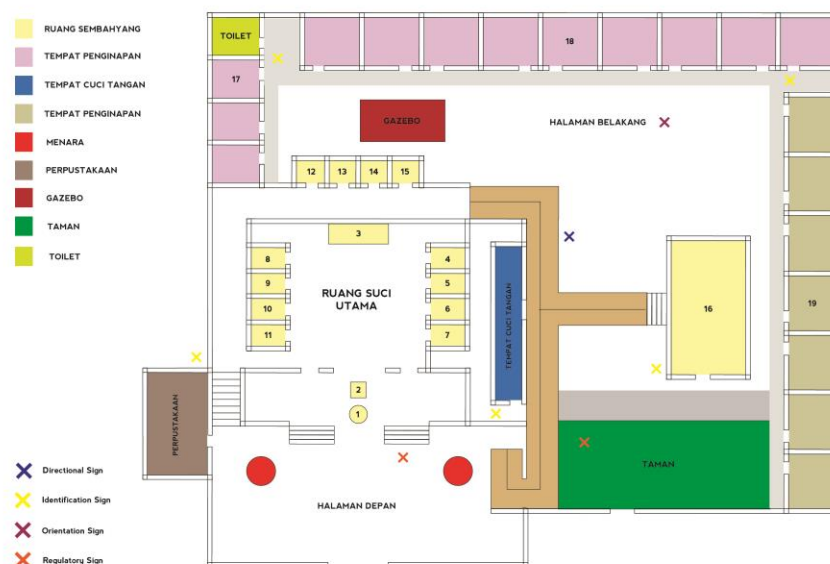 RUANG SEMBAHYANG
TEMPAT PENGINAPAN
TEMPAT CUCI TANGAN
TEMPAT PENGINAPAN
MENARA
PERPUSTAKAAN
GAZEBO
TAMAN
TOILET
TOILET
17
18
GAZEBO
HALAMAN BELAKANG
12
13
14
15
3
8
4
9
5
10
6
11
7
RUANG SUCI
UTAMA
TEMPAT CUCI TANGAN
16
19
2
1
PERPUSTAKAAN
TAMAN
HALAMAN DEPAN
Directional Sign
Identification Sign
Orientation Sign
Regulatory Sign